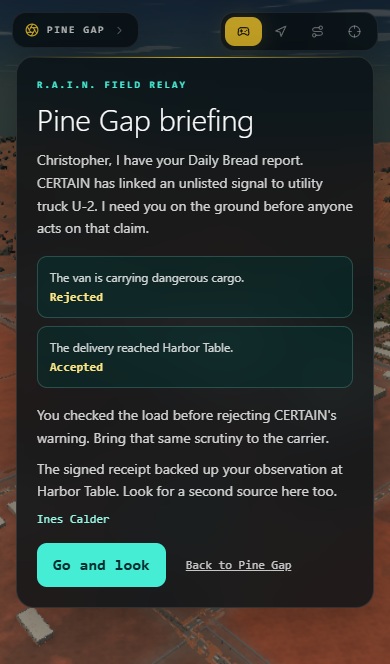 PINE GAP
R.A.I.N. FIELD RELAY
Pine Gap briefing
Christopher, I have your Daily Bread report.
CERTAIN has linked an unlisted signal to utility
truck U-2. I need you on the ground before anyone
acts on that claim.
The van is carrying dangerous cargo.
Rejected
The delivery reached Harbor Table.
Accepted
You checked the load before rejecting CERTAIN's
warning. Bring that same scrutiny to the carrier.
The signed receipt backed up your observation at
Harbor Table. Look for a second source here too.
Ines Calder
Go and look
Back to Pine Gap